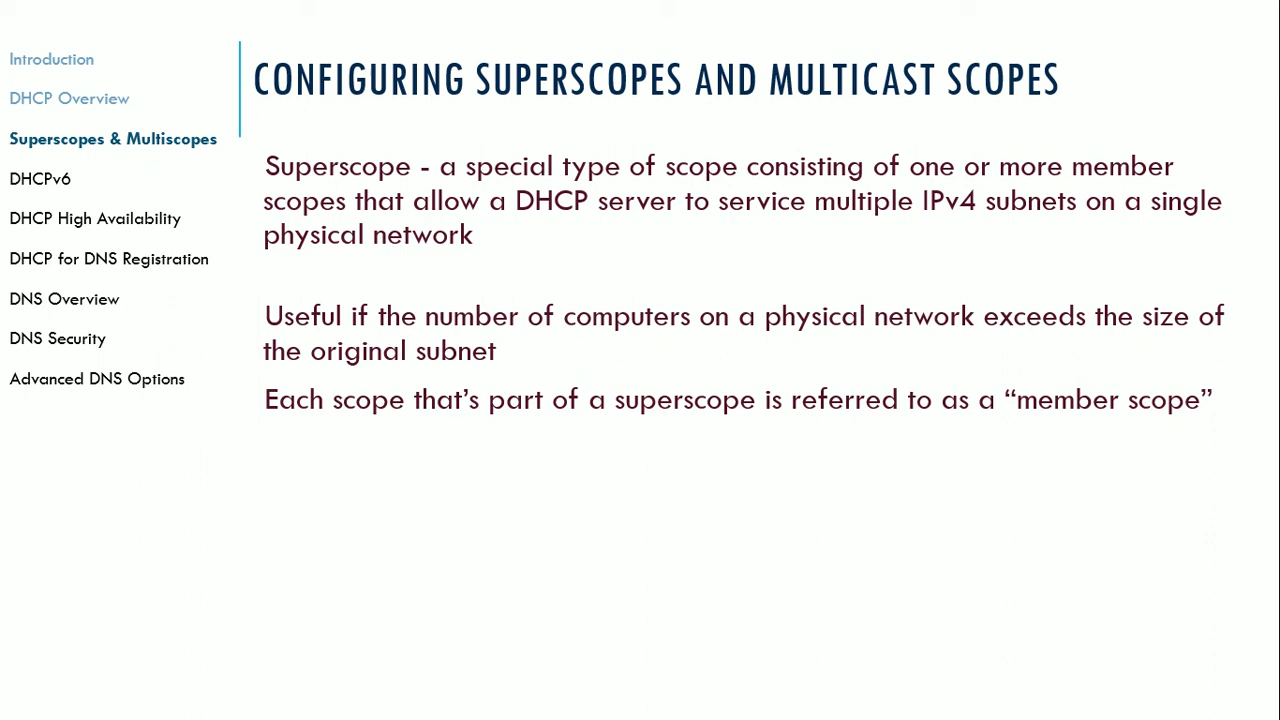 Introduction
DHCP Overview
Superscopes & Multiscopes
DHCPv6
DHCP High Availability
DHCP for DNS Registration
DNS Overview
DNS Security
Advanced DNS Options
CONFIGURING SUPERSCOPES AND MULTICAST SCOPES
Superscope - a special type of scope consisting of one or more member
scopes that allow a DHCP server to service multiple IPv4 subnets on a single
physical network
Useful if the number of computers on a physical network exceeds the size of
the original subnet
Each scope that’s part of a superscope is referred to as a “member scope”